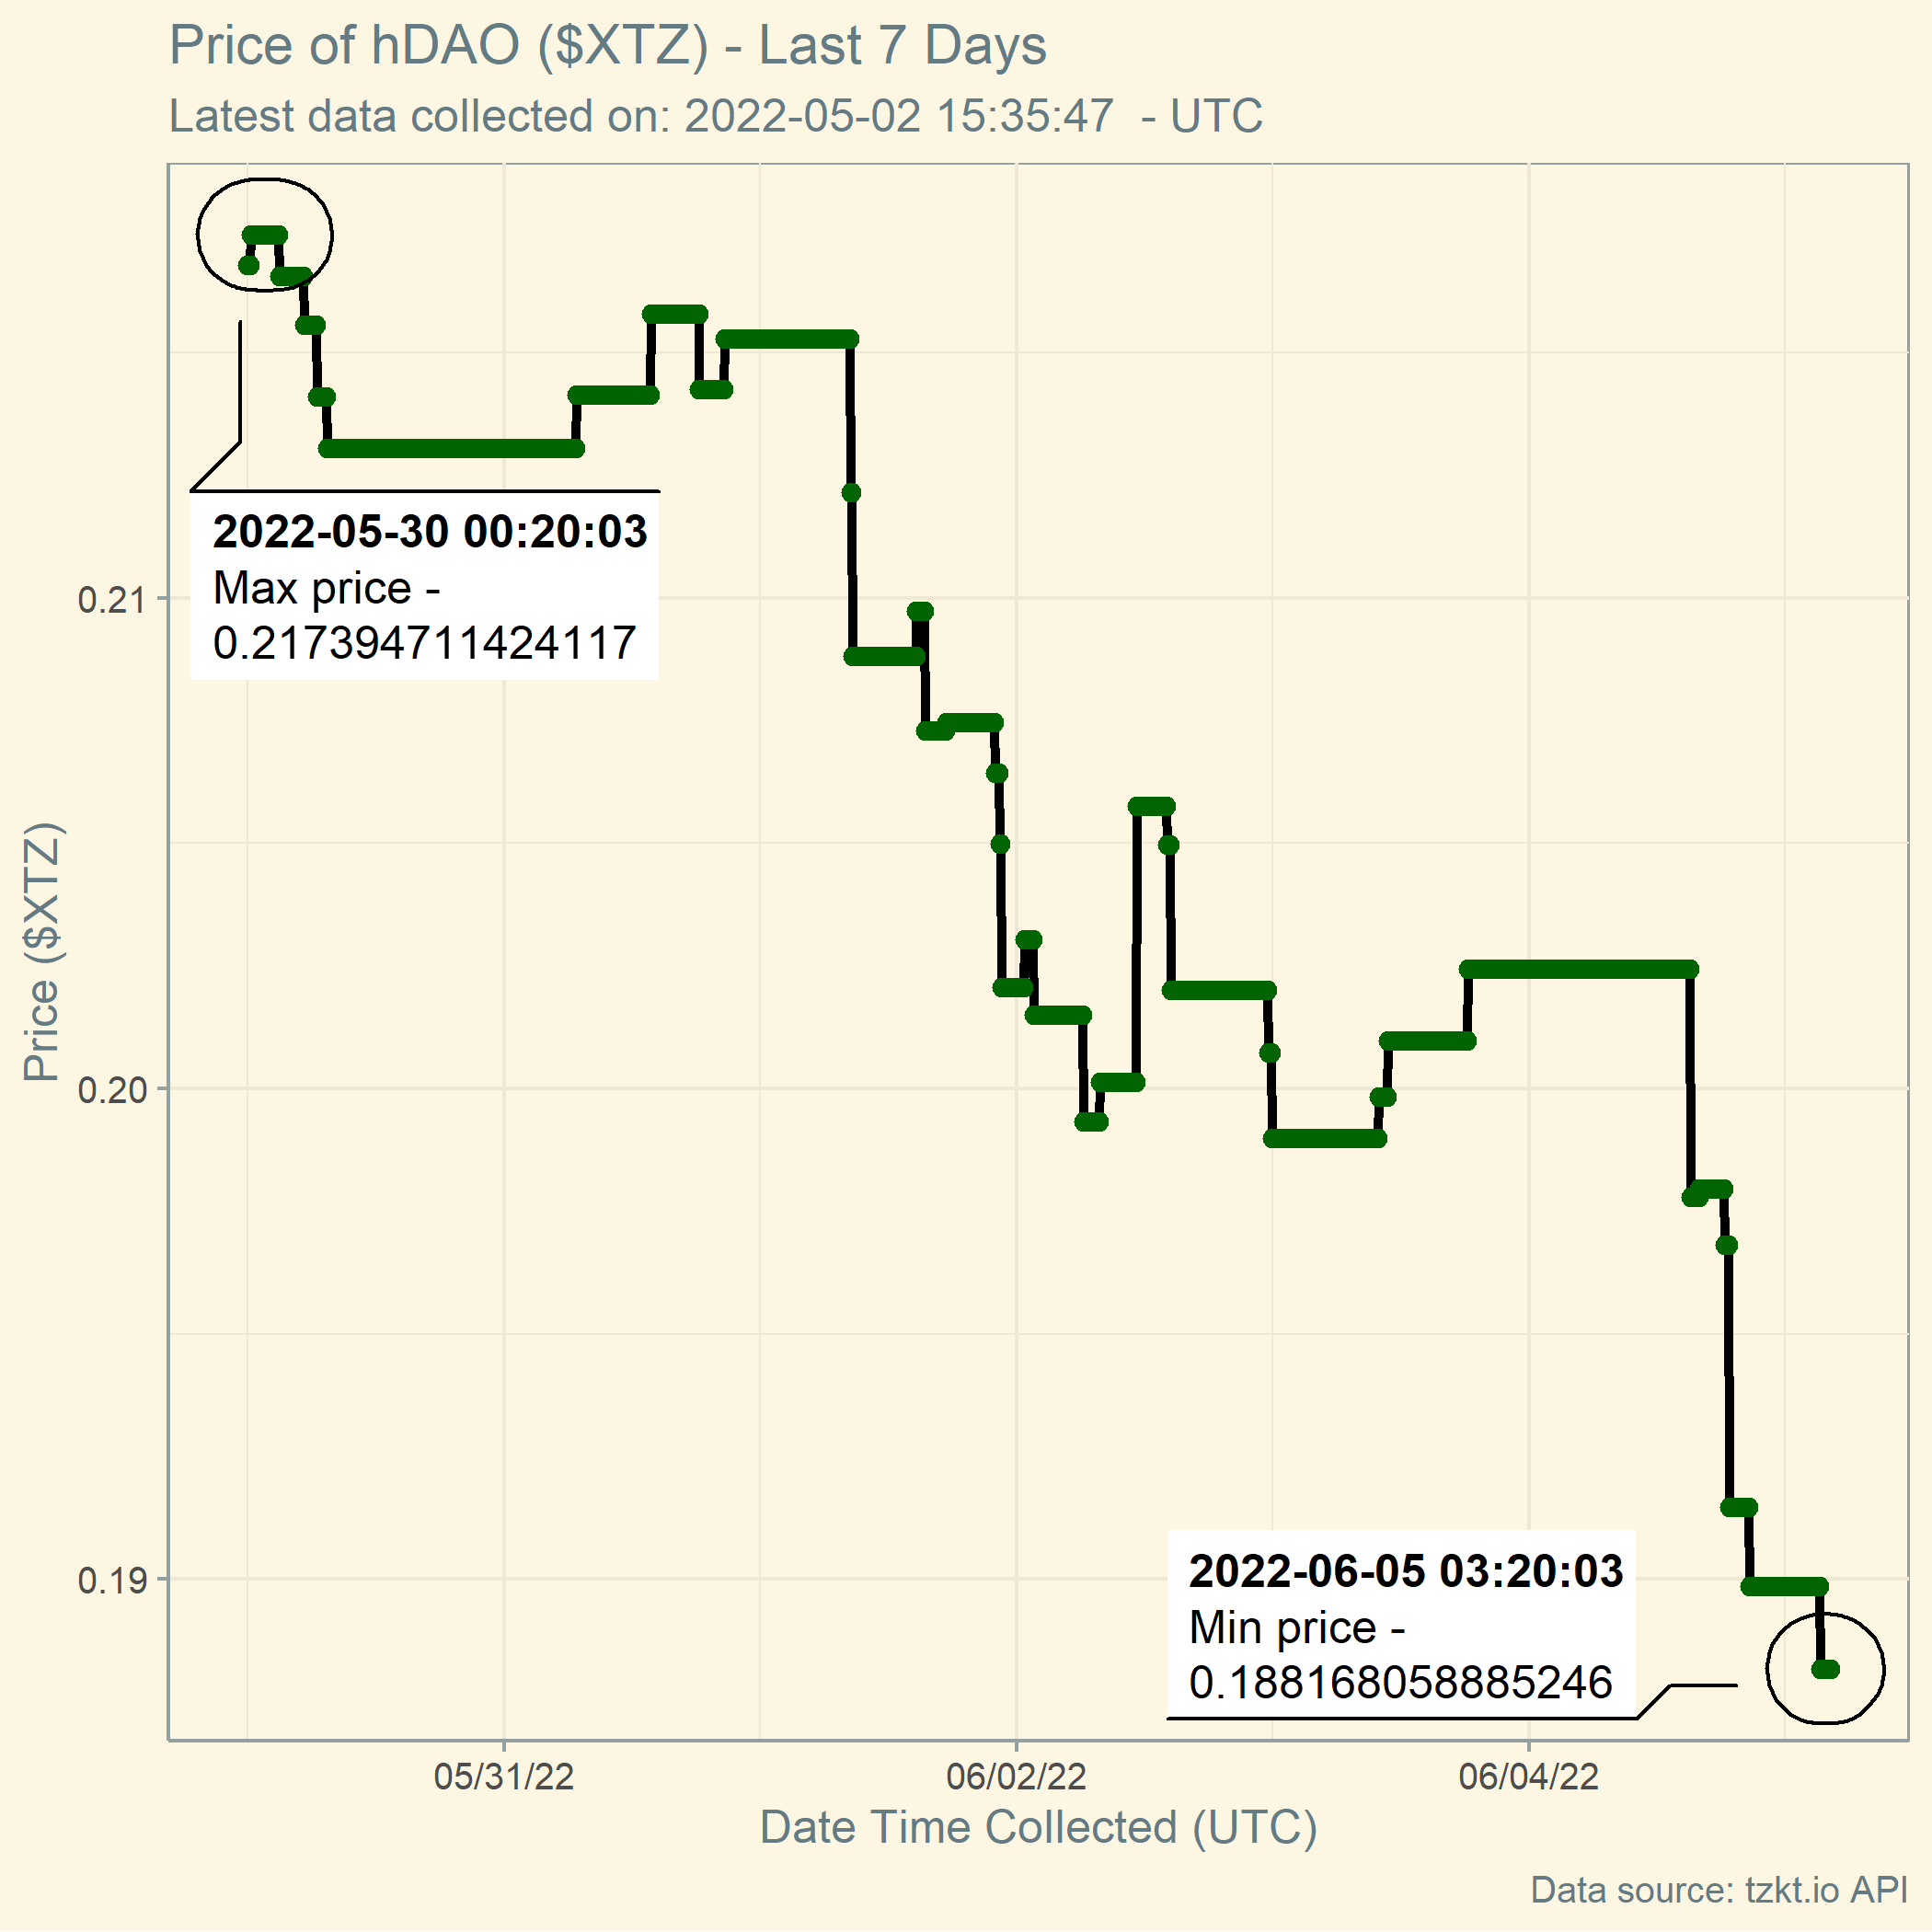 Price of hDAO ($XTZ) - Last 7 Days
Latest data collected on: 2022-05-02 15:35:47  - UTC
2022-05-30 00:20:03
Max price -
0.217394711424117
0.21
0.20
0.19
Price ($XTZ)
2022-06-05 03:20:03
Min price -
0.188168058885246
05/31/22
06/02/22
06/04/22
Date Time Collected (UTC)
Data source: tzkt.io API